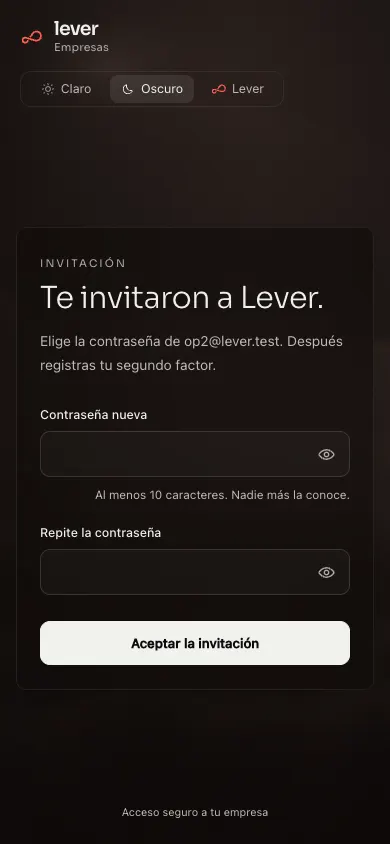 lever
Empresas
Claro
Oscuro
Lever
INVITACIÓN
Te invitaron a Lever.
Elige la contraseña de op2@lever.test. Después
registras tu segundo factor.
Contraseña nueva
Al menos 10 caracteres. Nadie más la conoce.
Repite la contraseña
Aceptar la invitación
Acceso seguro a tu empresa